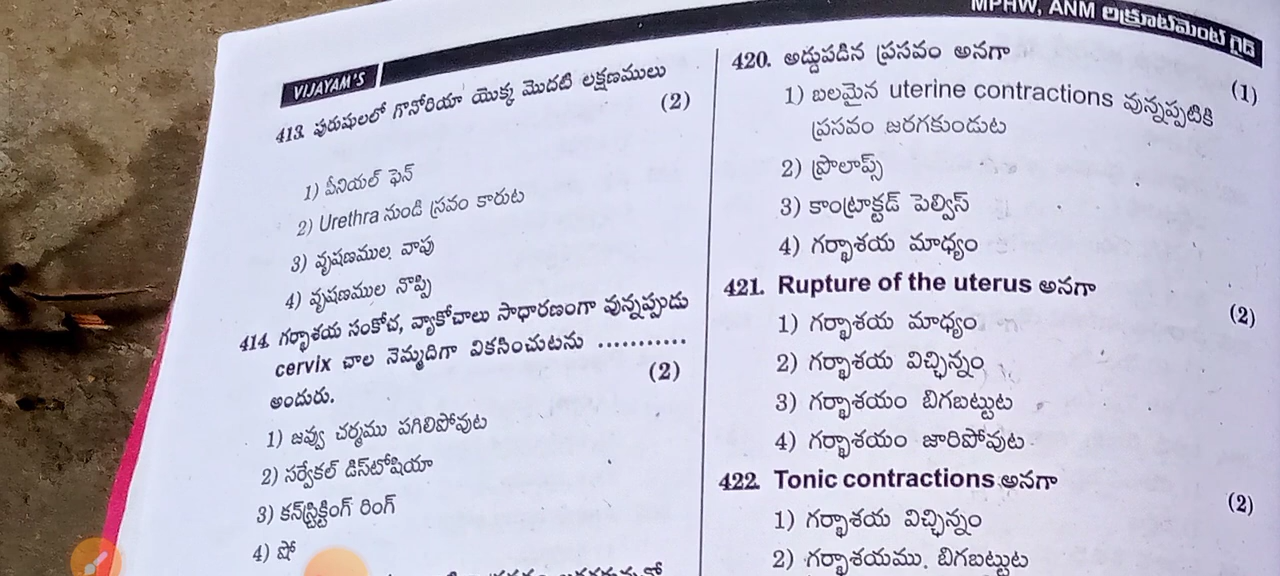 VIJAYAM'S
MPHW, ANM రిక్రూట్‌మెంట్ గైడ్
413. పురుషులలో గొనోరియా యొక్క మొదటి లక్షణములు
(2)
1) పీనియల్ ఫెన్
2) Urethra నుండి స్రవం కారుట
3) వృషణముల వాపు
4) వృషణముల నొప్పి
414. గర్భాశయ సంకోచ, వ్యాకోచాలు సాధారణంగా వున్నప్పుడు
cervix చాల నెమ్మదిగా వికసించుటను ...........
అందురు. (2)
1) జవ్వు చర్మము పగిలిపోవుట
2) సర్వేకల్ డిస్‌టోషియా
3) కన్‌స్ట్రిక్టింగ్ రింగ్
4) షో
420. అడ్డుపడిన ప్రసవం అనగా
(1)
1) బలమైన uterine contractions వున్నప్పటికి
ప్రసవం జరగకుండుట
2) ప్రొలాప్స్
3) కాంట్రాక్టడ్ పెల్విస్
4) గర్భాశయ మాధ్యం
421. Rupture of the uterus అనగా
(2)
1) గర్భాశయ మాధ్యం
2) గర్భాశయ విచ్ఛిన్నం
3) గర్భాశయం బిగబట్టుట
4) గర్భాశయం జారిపోవుట
422. Tonic contractions అనగా
(2)
1) గర్భాశయ విచ్ఛిన్నం
2) గర్భాశయము బిగబట్టుట